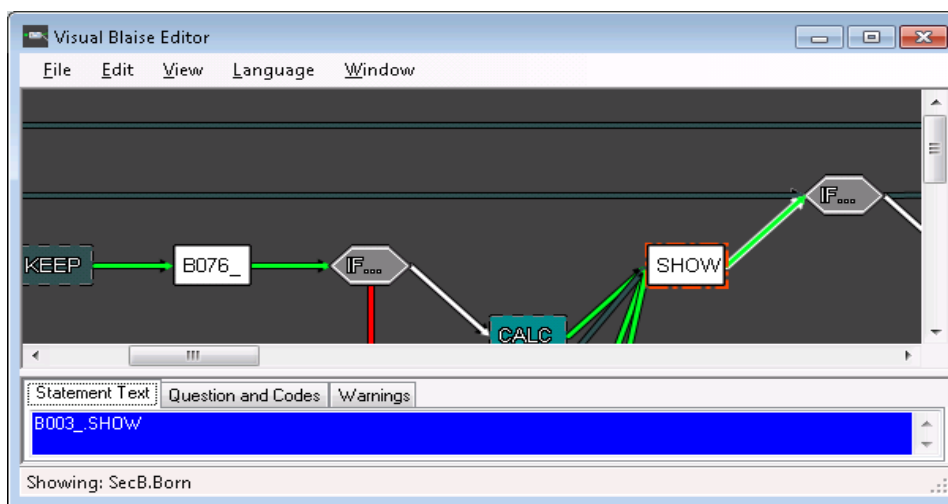 Visual Blaise Editor
File Edit View Language Window
IF...
KEEP B076_ IF... SHOW
CALC
Statement Text Question and Codes Warnings
B003_.SHOW
Showing: SecB.Born